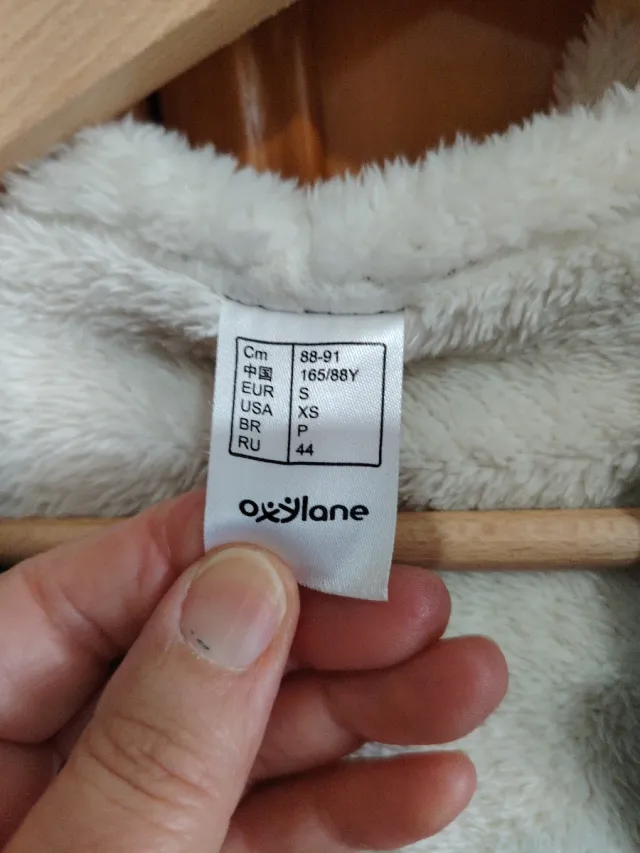 Cm 88-91
中国 165/88Y
EUR S
USA XS
BR P
RU 44
oxylane